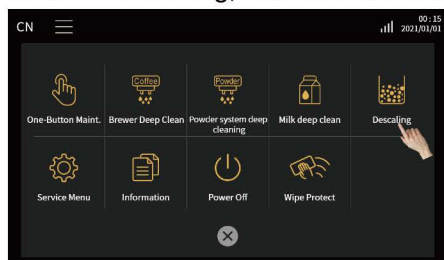 CN
00:15
2021/01/01
Coffee
Powder
One-Button Maint.
Brewer Deep Clean
Powder system deep
cleaning
Milk deep clean
Descaling
Service Menu
Information
Power Off
Wipe Protect